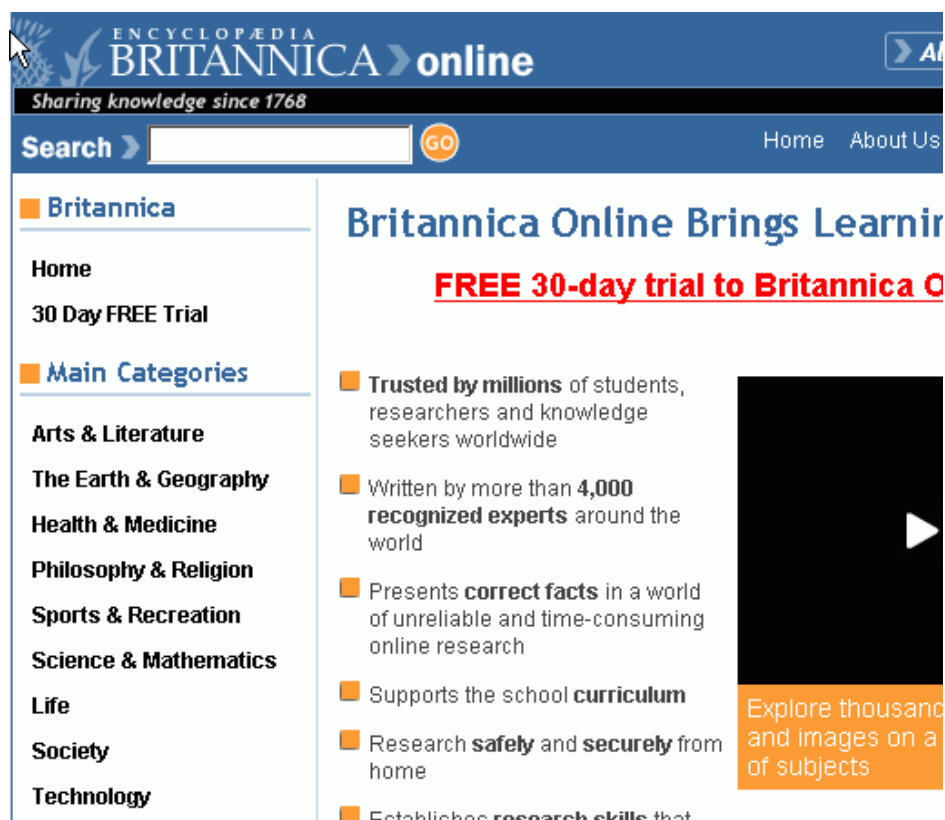 ENCYCLOPÆDIA
BRITANNICA online
Sharing knowledge since 1768
Search
GO
Home About Us
Britannica
Home
30 Day FREE Trial
Main Categories
Arts & Literature
The Earth & Geography
Health & Medicine
Philosophy & Religion
Sports & Recreation
Science & Mathematics
Life
Society
Technology
Britannica Online Brings
FREE 30-day trial to Britannica
Trusted by millions of students,
researchers and knowledge
seekers worldwide
Written by more than 4,000
recognized experts around the
world
Presents correct facts in a world
of unreliable and time-consuming
online research
Supports the school curriculum
Research safely and securely from
home
Establishes research skills that
Explore
and images on a
of subjects